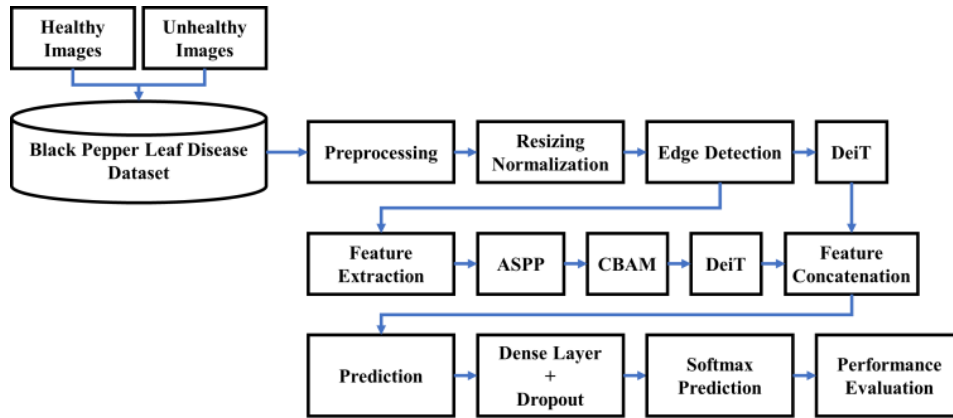 Healthy
Images
Unhealthy
Images
Black Pepper Leaf Disease
Dataset
Preprocessing
Resizing
Normalization
Edge Detection
DeiT
Feature
Extraction
ASPP
CBAM
DeiT
Feature
Concatenation
Prediction
Dense Layer
+
Dropout
Softmax
Prediction
Performance
Evaluation